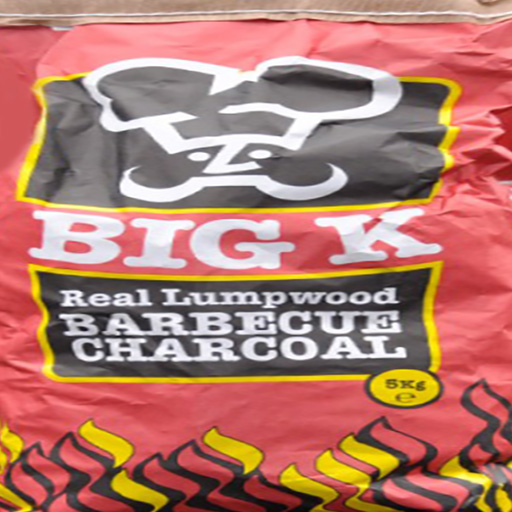 BIG K
Real Lumpwood
BARBECUE
CHARCOAL
5Kg
e